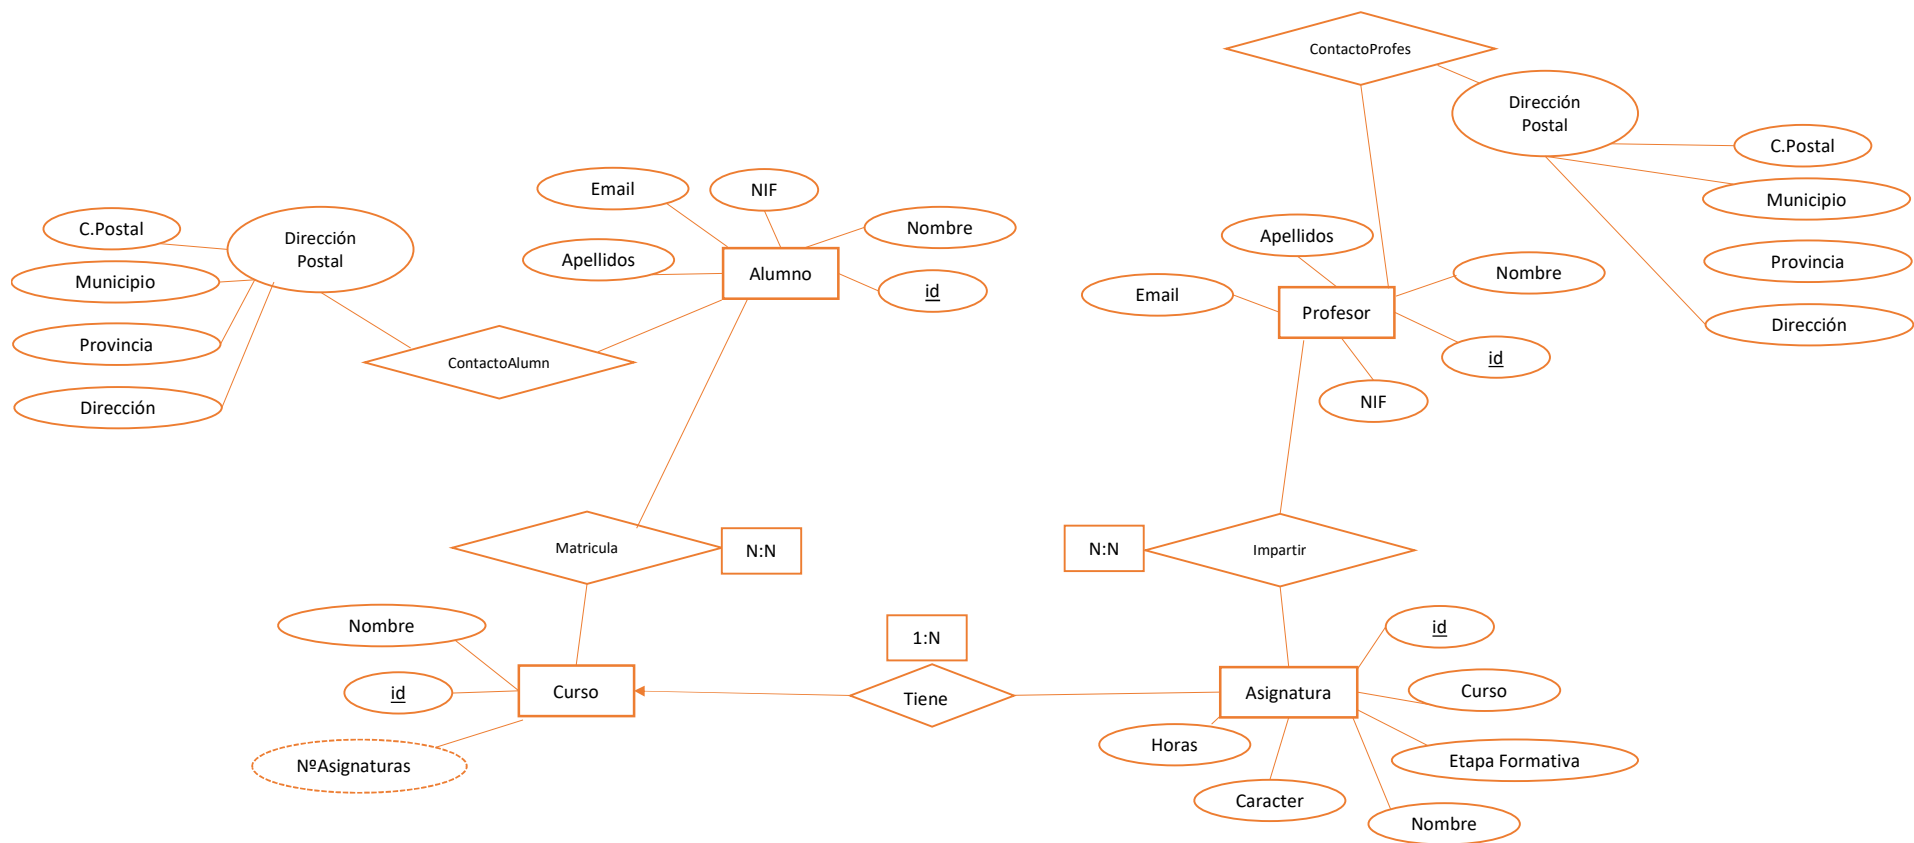 ContactoProfes
Dirección
Postal
C.Postal
Municipio
Provincia
Dirección
Email
NIF
Nombre
Apellidos
Alumno
id
C.Postal
Dirección
Postal
Municipio
Provincia
Dirección
ContactoAlumn
Apellidos
Nombre
Email
Profesor
id
NIF
Matricula
N:N
N:N
Impartir
Nombre
id
Curso
NºAsignaturas
1:N
Tiene
id
Asignatura
Curso
Horas
Etapa Formativa
Caracter
Nombre